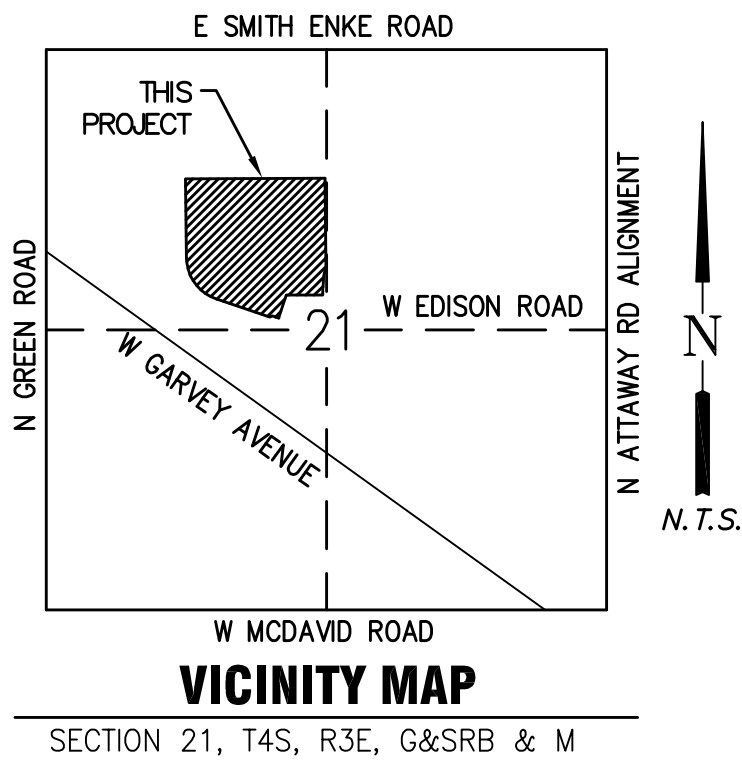 E SMITH ENKE ROAD
THIS
PROJECT
N GREEN ROAD
W EDISON ROAD
21
W GARVEY AVENUE
N ATTAWAY RD ALIGNMENT
N
N.T.S.
W MCDAVID ROAD
VICINITY MAP
SECTION 21, T4S, R3E, G&SRB & M